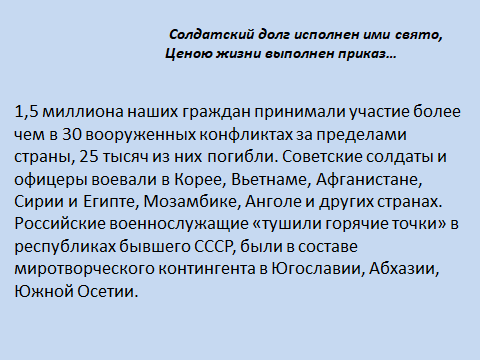 Солдатский долг исполнен ими свято,
Ценою жизни выполнен приказ…
1,5 миллиона наших граждан принимали участие более
чем в 30 вооруженных конфликтах за пределами
страны, 25 тысяч из них погибли. Советские солдаты и
офицеры воевали в Корее, Вьетнаме, Афганистане,
Сирии и Египте, Мозамбике, Анголе и других странах.
Российские военнослужащие «тушили горячие точки» в
республиках бывшего СССР, были в составе
миротворческого контингента в Югославии, Абхазии,
Южной Осетии.